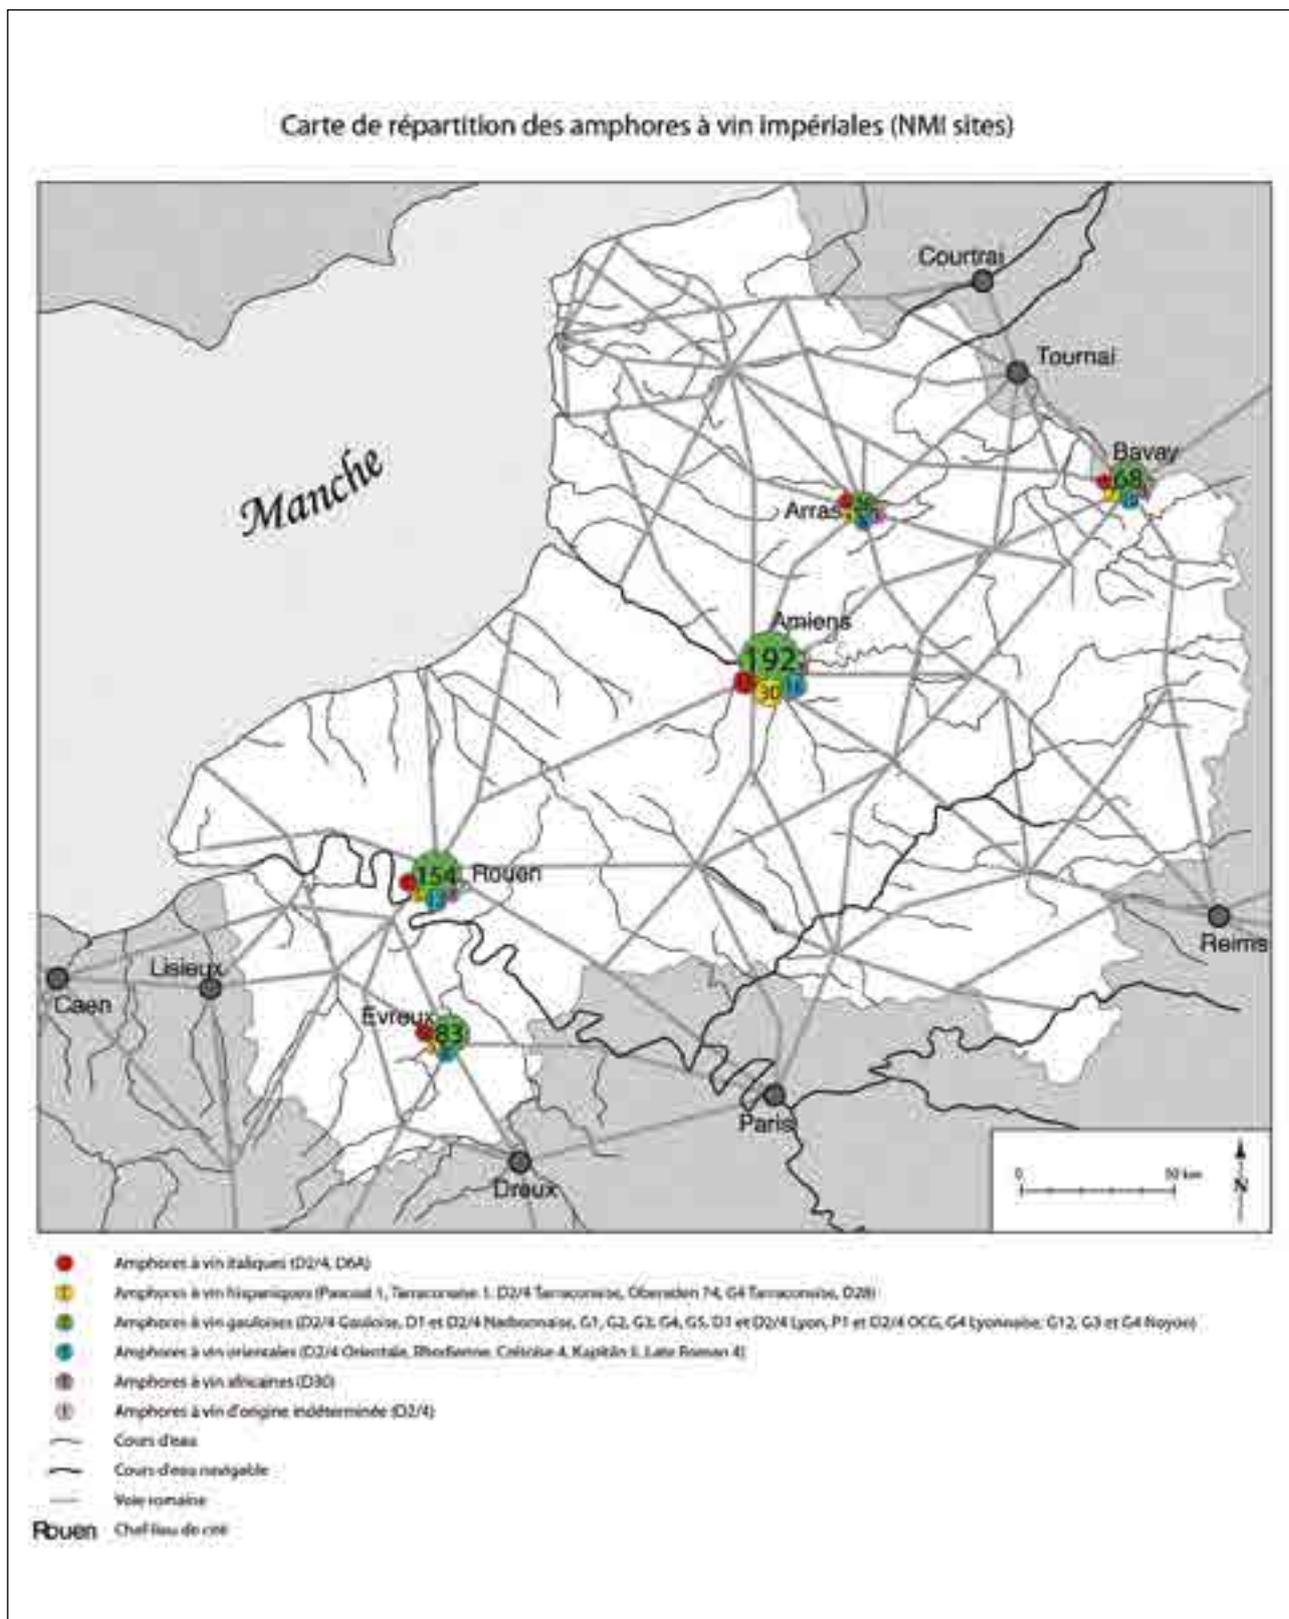 Carte de répartition des amphores à vin impériales (NMI sites)
Courtrai
Tournai
Bavay
68
Arras
Manche
Amiens
192
30
154
Rouen
Reims
Lisieux
Caen
Evreux
83
Paris
Dreux
0 50 km
N
Amphores à vin italiques (D2/4, D6A)
Amphores à vin hispaniques (Pascual 1, Tarraconaise 1, D2/4 Tarraconaise, Oberaden 74, G4 Tarraconaise, D28)
Amphores à vin gauloises (D2/4 Gauloise, D1 et D2/4 Narbonnaise, G1, G2, G3, G4, G5, D1 et D2/4 Lyon, P1 et D2/4 OCG, G4 Lyonnaise, G12, G3 et G4 Noyon)
Amphores à vin orientales (D2/4 Orientale, Rhodienne, Crétoise 4, Kapitän II, Late Roman 4)
Amphores à vin africaines (D30)
1 Amphores à vin d'origine indéterminée (D2/4)
Cours d'eau
Cours d'eau navigable
Voie romaine
Rouen Chef-lieu de cité